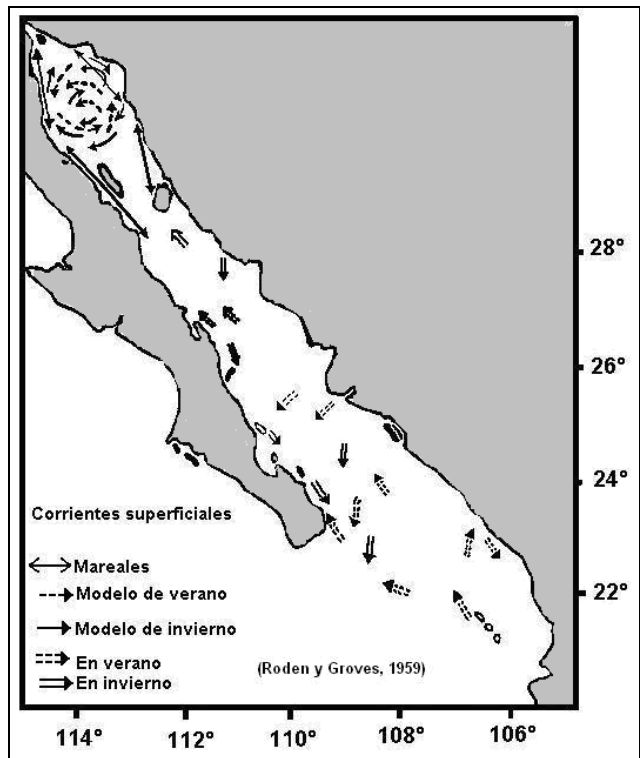 28°
26°
24°
22°
Corrientes superficiales
Mareales
Modelo de verano
Modelo de invierno
En verano
En invierno
(Roden y Groves, 1959)
114° 112° 110° 108° 106°